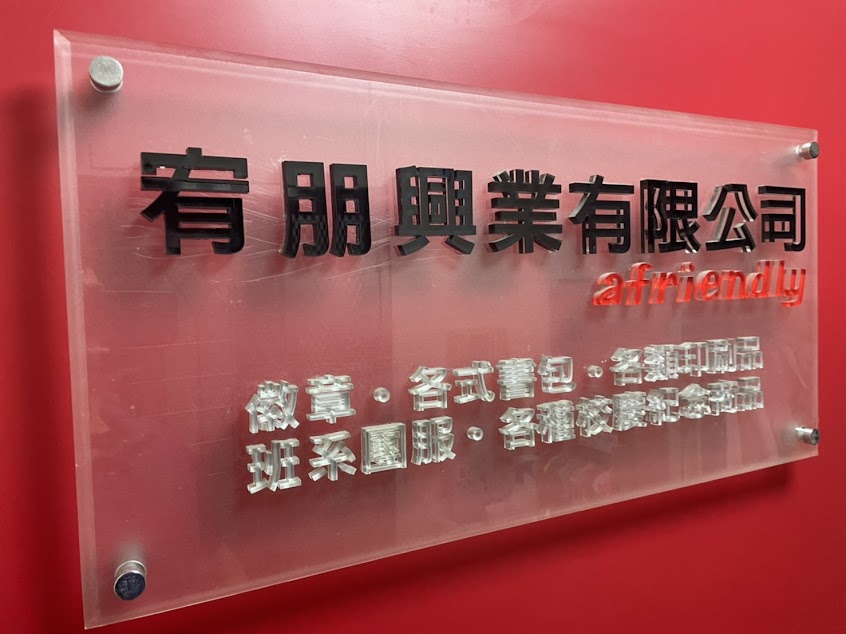 宥朋興業有限公司
afriendly
徽章·各式書包·各類印刷品
班系團服·各種校慶紀念品